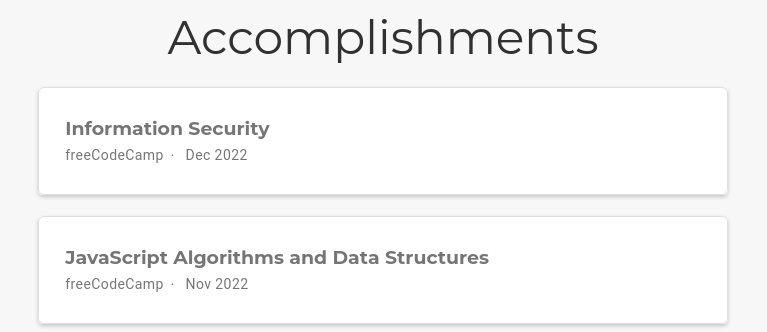 Accomplishments
Information Security
freeCodeCamp · Dec 2022
JavaScript Algorithms and Data Structures
freeCodeCamp · Nov 2022